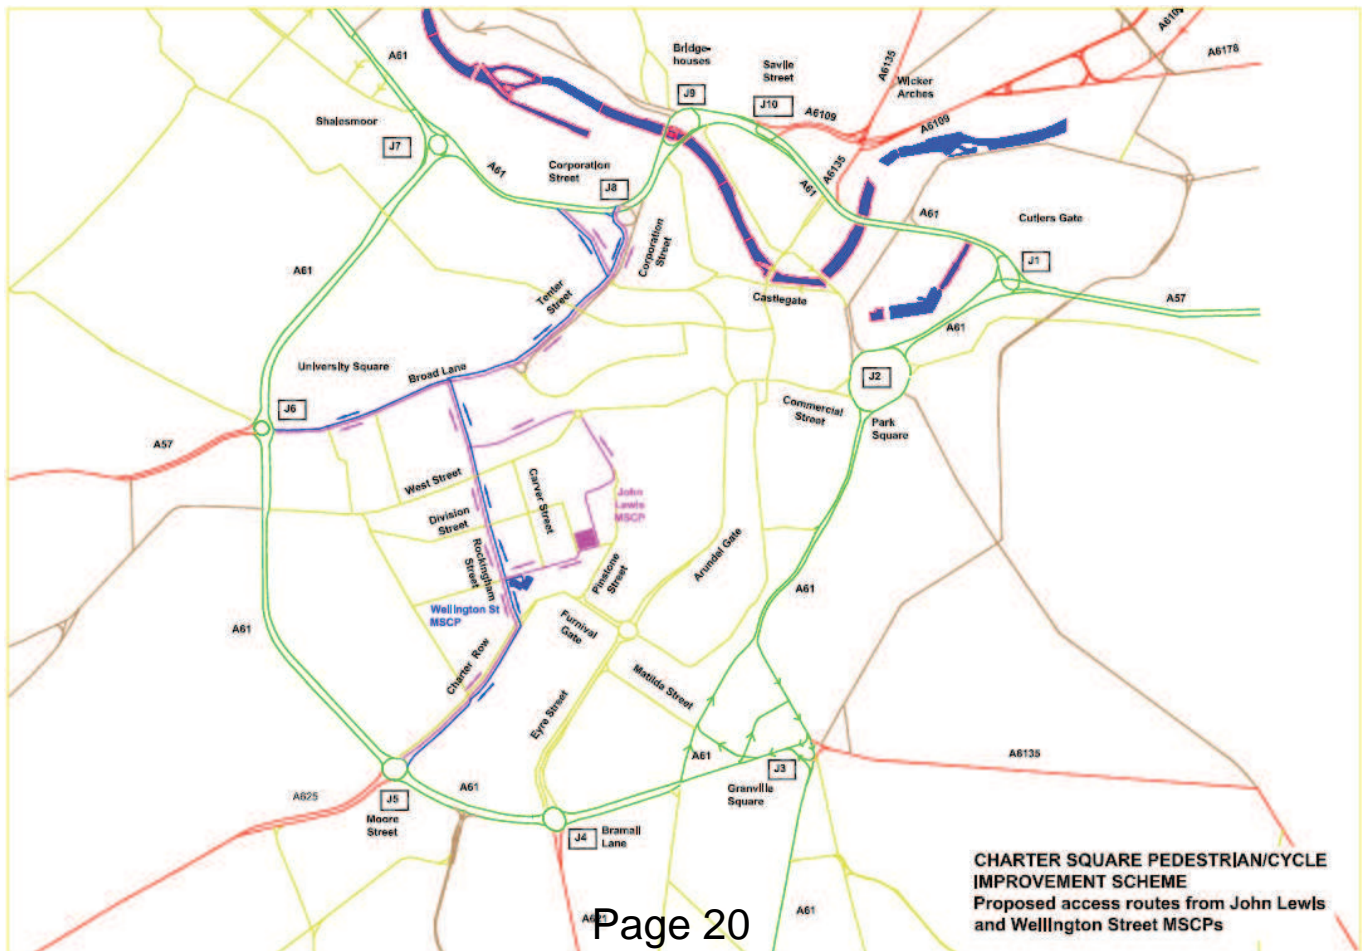 A61
Bridge-
houses
J9
Savile
Street
J10
A6109
A6135
Wicker
Arches
A6109
A6178
A6109
Shalesmoor
J7
A61
Corporation
Street
J8
Corporation
Street
A61
A6135
A61
Cutlers Gate
J1
A57
A61
Tenter
Street
Castlegate
A61
J2
University Square
Broad Lane
J6
A57
Commercial
Street
Park
Square
West Street
Carver Street
John
Lewis
MSCP
Division
Street
Rockingham
Street
Pinstone
Street
Arundel Gate
A61
Wellington St
MSCP
Furnival
Gate
A61
Charter Row
Matilda Street
Eyre Street
A61
J3
Granville
Square
A6135
A625
J5
Moore
Street
A61
J4
Bramall
Lane
A621
A61
CHARTER SQUARE PEDESTRIAN/CYCLE
IMPROVEMENT SCHEME
Proposed access routes from John Lewis
and Wellington Street MSCPs
Page 20